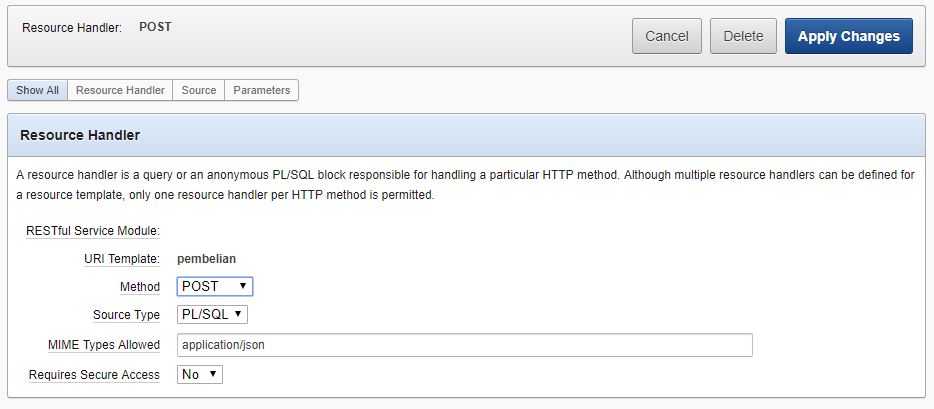 Resource Handler: POST
Cancel Delete Apply Changes
Show All Resource Handler Source Parameters
Resource Handler
A resource handler is a query or an anonymous PL/SQL block responsible for handling a particular HTTP method. Although multiple resource handlers can be defined for
a resource template, only one resource handler per HTTP method is permitted.
RESTful Service Module:
URI Template: pembelian
Method POST
Source Type PL/SQL
MIME Types Allowed application/json
Requires Secure Access No